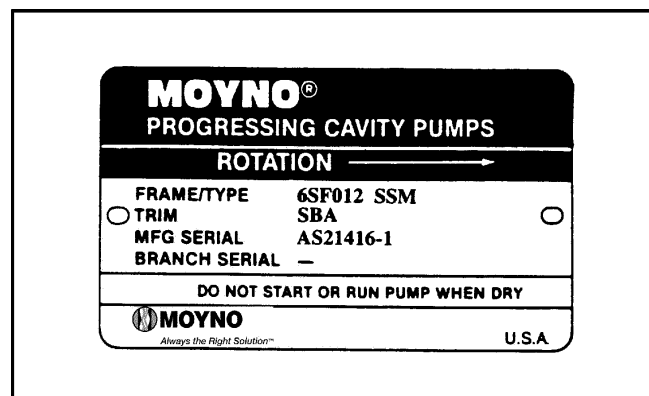 MOYNO®
PROGRESSING CAVITY PUMPS
ROTATION
FRAME/TYPE 6SF012 SSM
TRIM SBA
MFG SERIAL AS21416-1
BRANCH SERIAL –
DO NOT START OR RUN PUMP WHEN DRY
MOYNO
Always the Right Solution™
U.S.A